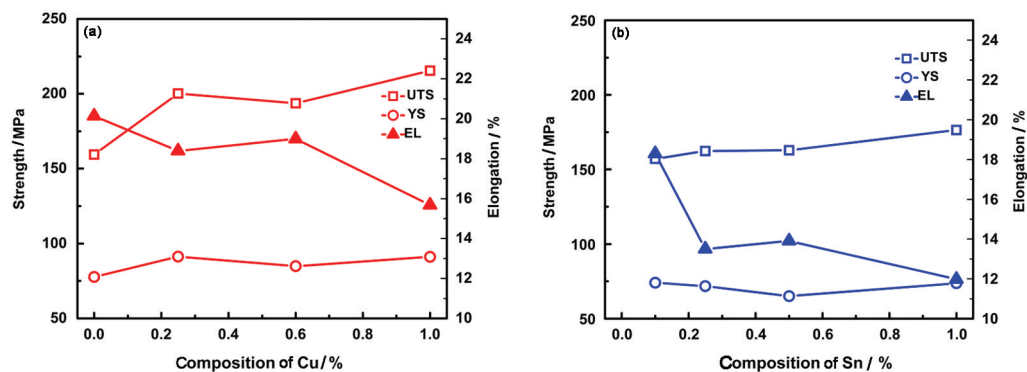 (a)
UTS
YS
EL
250
200
150
100
50
Strength / MPa
24
22
20
18
16
14
12
10
Elongation / %
0.0 0.2 0.4 0.6 0.8 1.0
Composition of Cu / %
(b)
UTS
YS
EL
250
200
150
100
50
Strength / MPa
24
22
20
18
16
14
12
10
Elongation / %
0.0 0.2 0.4 0.6 0.8 1.0
Composition of Sn / %